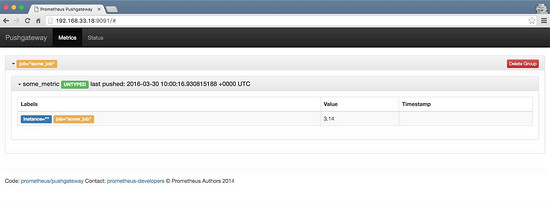 Prometheus Pushgateway
192.168.33.18:9091/#
Pushgateway Metrics Status
job="some_job" Delete Group
some_metric UNTYPED last pushed: 2016-03-30 10:00:16.930815188 +0000 UTC
Labels Value Timestamp
instance="" job="some_job" 3.14
Code: prometheus/pushgateway Contact: prometheus-developers © Prometheus Authors 2014